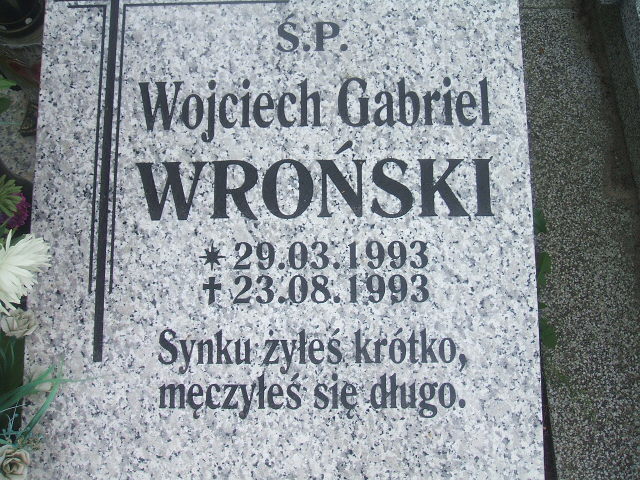 Ś.P.
Wojciech Gabriel
WROŃSKI
✶ 29.03.1993
✝ 23.08.1993
Synku żyłeś krótko,
męczyłeś się długo.